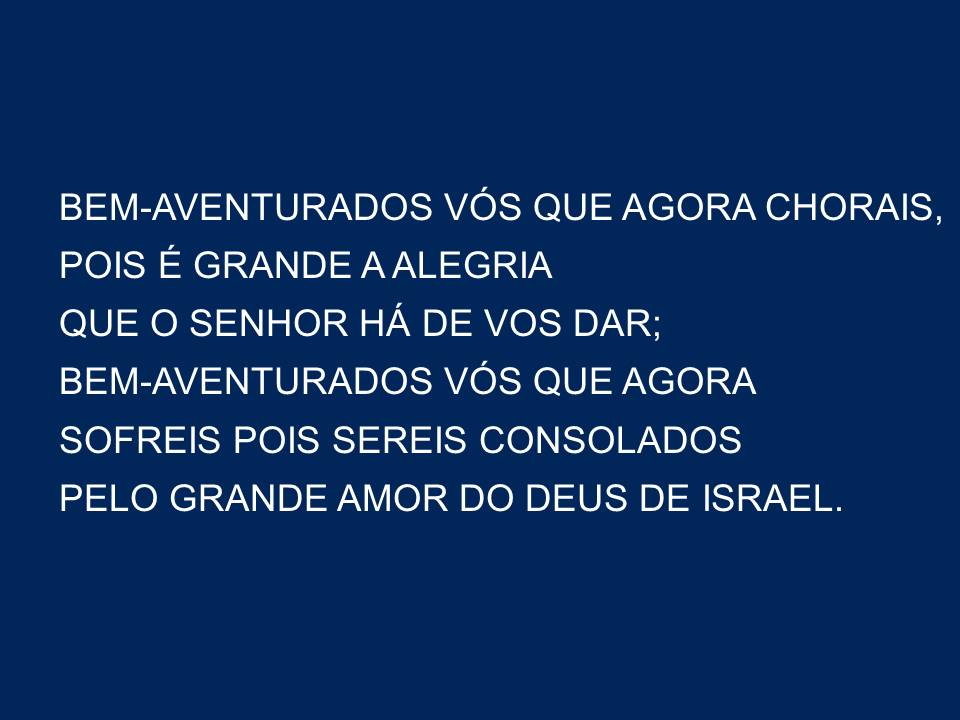 BEM-AVENTURADOS VÓS QUE AGORA CHORAIS,
POIS É GRANDE A ALEGRIA
QUE O SENHOR HÁ DE VOS DAR;
BEM-AVENTURADOS VÓS QUE AGORA
SOFREIS POIS SEREIS CONSOLADOS
PELO GRANDE AMOR DO DEUS DE ISRAEL.